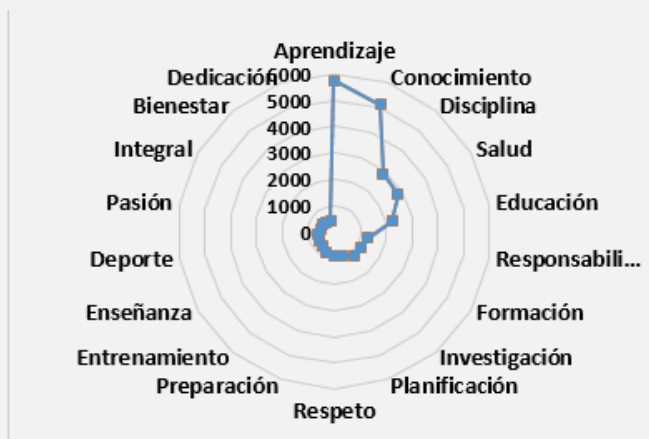 Aprendizaje
Dedicación
Conocimiento
Bienestar
Disciplina
Integral
Salud
Pasión
Educación
Deporte
Responsabili...
Enseñanza
Formación
Entrenamiento
Investigación
Preparación
Planificación
Respeto
6000
5000
4000
3000
2000
1000
0